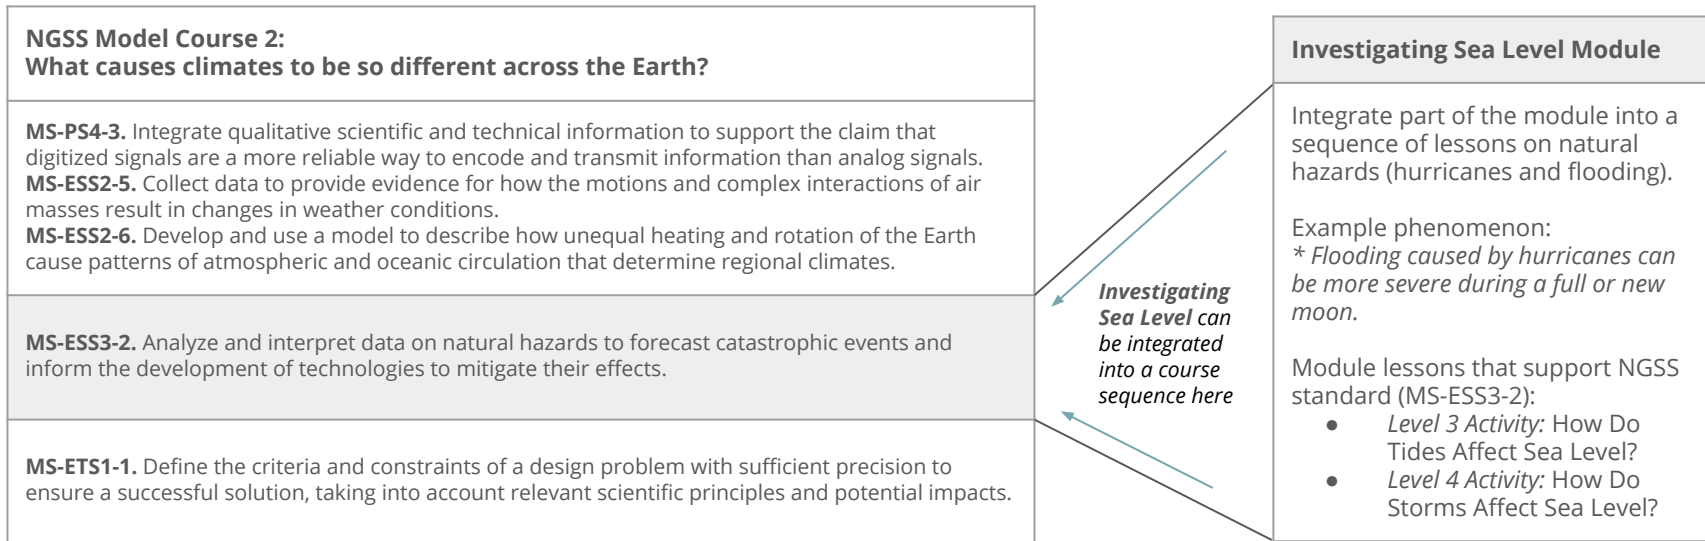 NGSS Model Course 2:
What causes climates to be so different across the Earth?
MS-PS4-3. Integrate qualitative scientific and technical information to support the claim that
digitized signals are a more reliable way to encode and transmit information than analog signals.
MS-ESS2-5. Collect data to provide evidence for how the motions and complex interactions of air
masses result in changes in weather conditions.
MS-ESS2-6. Develop and use a model to describe how unequal heating and rotation of the Earth
cause patterns of atmospheric and oceanic circulation that determine regional climates.
MS-ESS3-2. Analyze and interpret data on natural hazards to forecast catastrophic events and
inform the development of technologies to mitigate their effects.
MS-ETS1-1. Define the criteria and constraints of a design problem with sufficient precision to
ensure a successful solution, taking into account relevant scientific principles and potential impacts.
Investigating
Sea Level can
be integrated
into a course
sequence here
Investigating Sea Level Module
Integrate part of the module into a
sequence of lessons on natural
hazards (hurricanes and flooding).
Example phenomenon:
* Flooding caused by hurricanes can
be more severe during a full or new
moon.
Module lessons that support NGSS
standard (MS-ESS3-2):
● Level 3 Activity: How Do
Tides Affect Sea Level?
● Level 4 Activity: How Do
Storms Affect Sea Level?